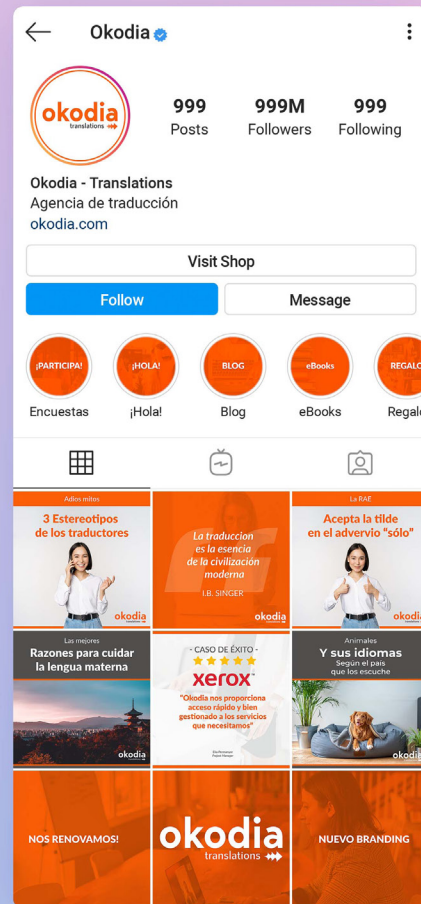 Okodia
okodia
translations
999
999M
999
Posts
Followers
Following
Okodia - Translations
Agencia de traducción
okodia.com
Visit Shop
Follow
Message
¡PARTICIPA!
¡HOLA!
BLOG
eBooks
REGALO
Encuestas
¡Hola!
Blog
eBooks
Regalo
Adios mitos
3 Estereotipos
de los traductores
okodia
La traduccion
es la esencia
de la civilización
moderna
I.B. SINGER
okodia
La RAE
Acepta la tilde
en el advervio “sólo”
okodia
Las mejores
Razones para cuidar
la lengua materna
okodia
- CASO DE ÉXITO -
xerox
"Okodia nos proporciona
acceso rápido y bien
gestionado a los servicios
que necesitamos"
Animales
Y sus idiomas
Según el país
que los escuche
okodia
NOS RENOVAMOS!
okodia
translations
NUEVO BRANDING